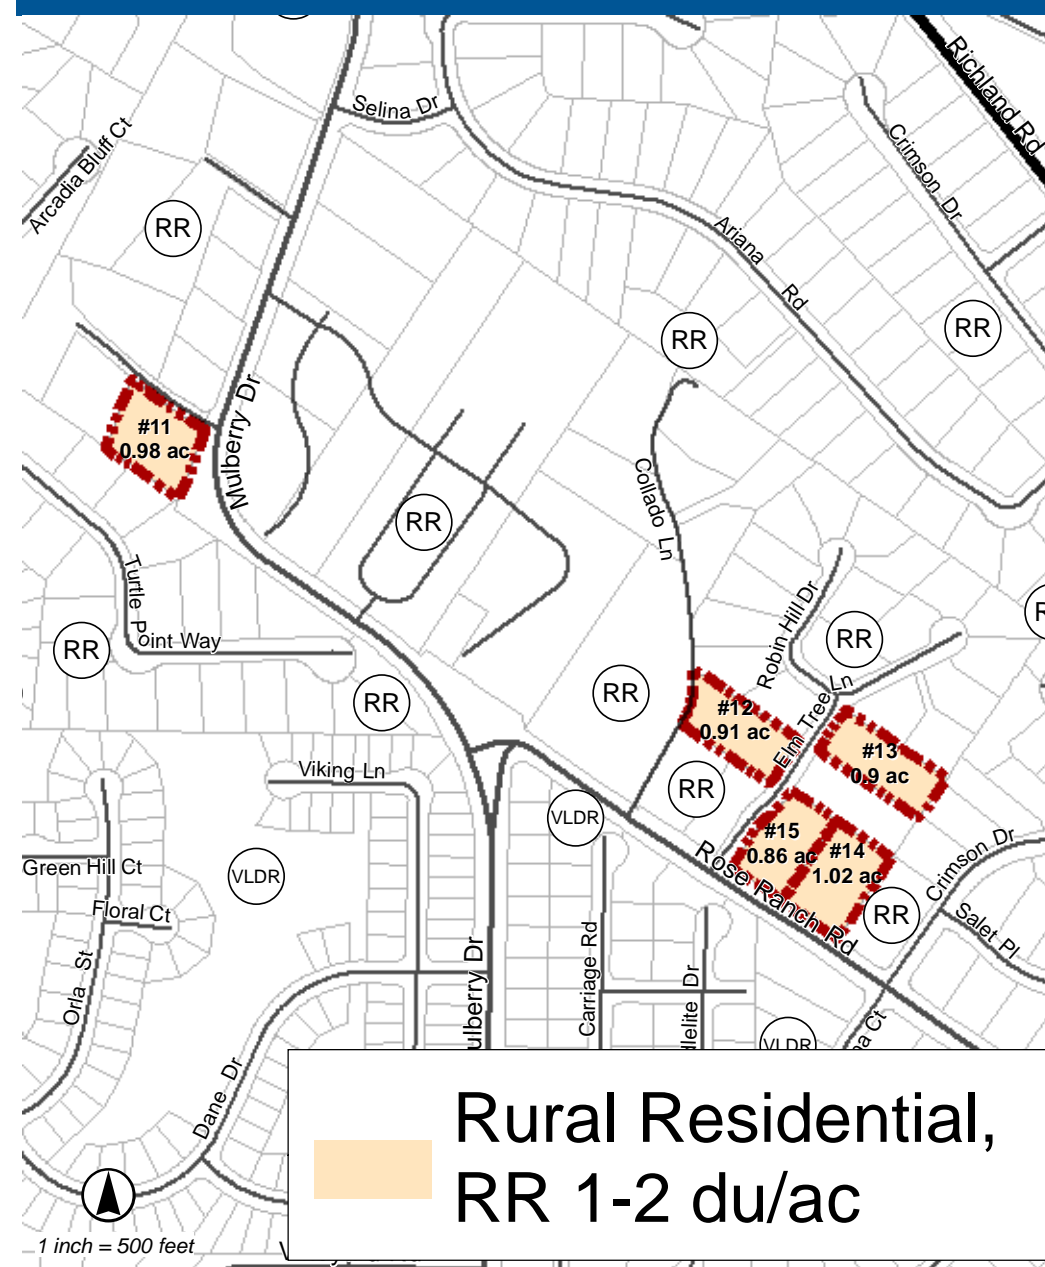 Richland Rd
Selina Dr
Arcadia Bluff Ct
Crimson Dr
RR
Ariana Rd
RR
RR
Mulberry Dr
#11
0.98 ac
Collado Ln
RR
Turtle Point Way
Robin Hill Dr
RR
RR
RR
RR
Elm Tree Ln
#12
0.91 ac
#13
0.9 ac
Viking Ln
RR
VLDR
#15
0.86 ac
#14
1.02 ac
Rose Ranch Rd
Crimson Dr
Green Hill Ct
VLDR
Floral Ct
RR
Salet Pl
Orla St
ulberry Dr
Carriage Rd
dlelite Dr
VLDR
a Ct
Dane Dr
Rural Residential,
RR 1-2 du/ac
1 inch = 500 feet